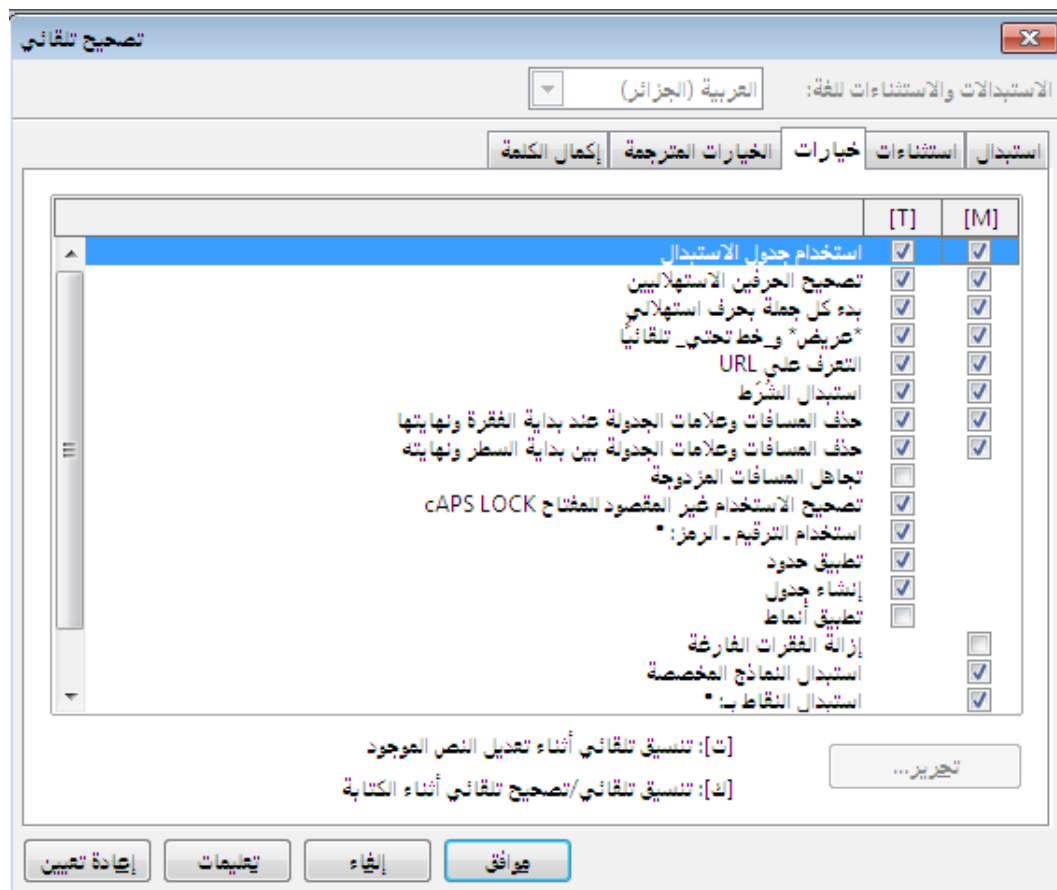 تصحيح تلقائي
الاستبدالات والاستثناءات للغة: العربية (الجزائر)
استبدال استثناءات خيارات الخيارات المترجمة إكمال الكلمة
[M] [T]
استخدام جدول الاستبدال
تصحيح الحرفين الاستهلاليين
بدء كل جملة بحرف استهلالي
*عريض* و_خط تحتي_ تلقائيًا
التعرف على URL
استبدال الشُرَط
حذف المسافات وعلامات الجدولة عند بداية الفقرة ونهايتها
حذف المسافات وعلامات الجدولة بين بداية السطر ونهايته
تجاهل المسافات المزدوجة
تصحيح الاستخدام غير المقصود للمفتاح cAPS LOCK
استخدام الترقيم ـ الرمز: •
تطبيق حدود
إنشاء جدول
تطبيق أنماط
إزالة الفقرات الفارغة
استبدال النماذج المخصصة
استبدال النقاط بـ: •
[ت]: تنسيق تلقائي أثناء تعديل النص الموجود
[ك]: تنسيق تلقائي/تصحيح تلقائي أثناء الكتابة
تحرير...
موافق إلغاء تعليمات إعادة تعيين